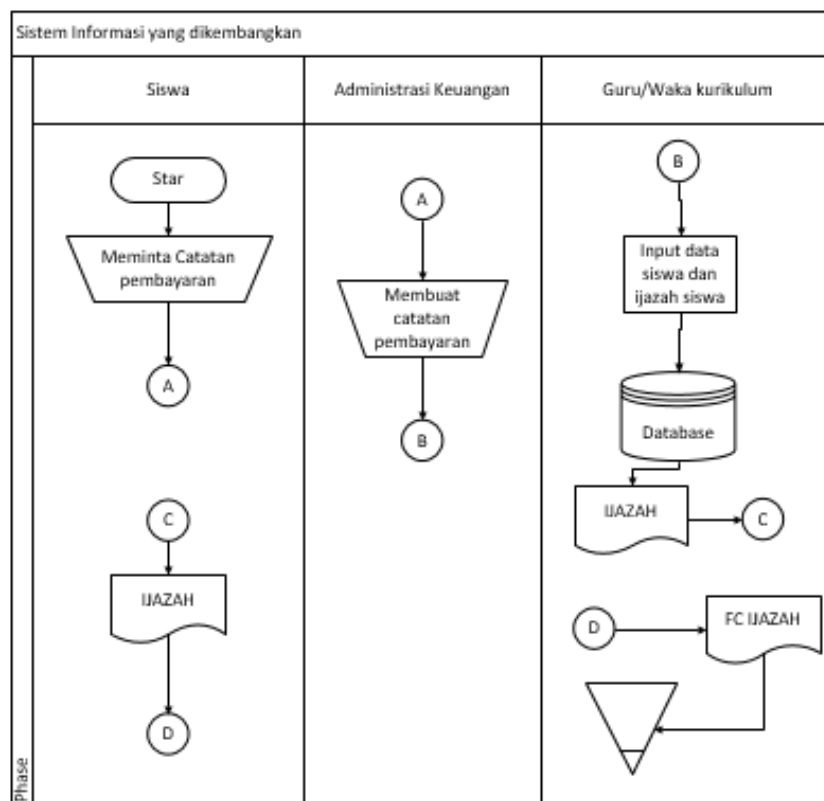 Sistem Informasi yang dikembangkan
Siswa
Administrasi Keuangan
Guru/Waka kurikulum
Star
Meminta Catatan
pembayaran
A
C
IJAZAH
D
A
Membuat
catatan
pembayaran
B
B
Input data
siswa dan
ijazah siswa
Database
IJAZAH
C
D
FC IJAZAH
Phase